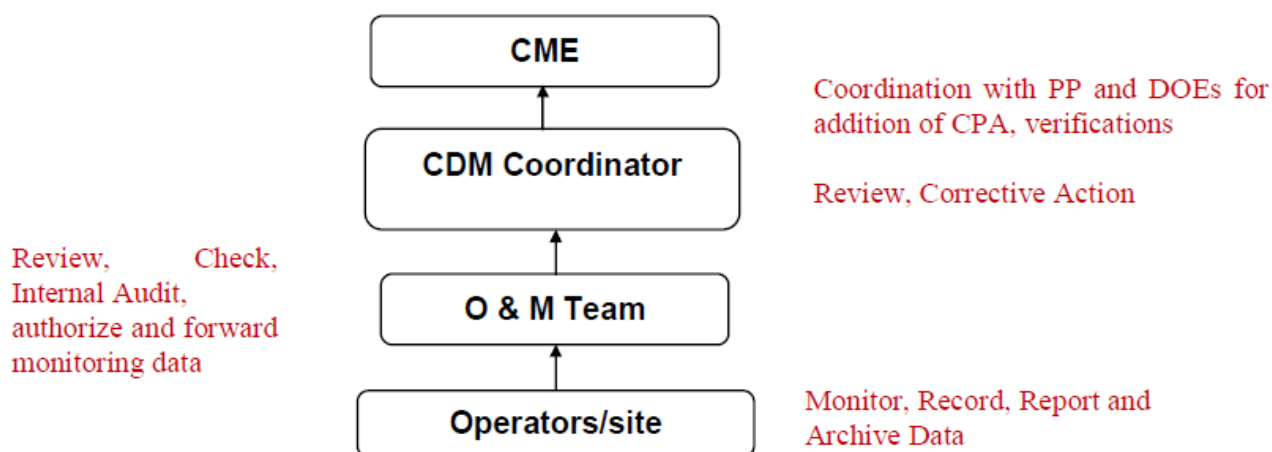 CME
Coordination with PP and DOEs for
addition of CPA, verifications
CDM Coordinator
Review, Corrective Action
Review, Check,
Internal Audit,
authorize and forward
monitoring data
O & M Team
Operators/site
Monitor, Record, Report and
Archive Data